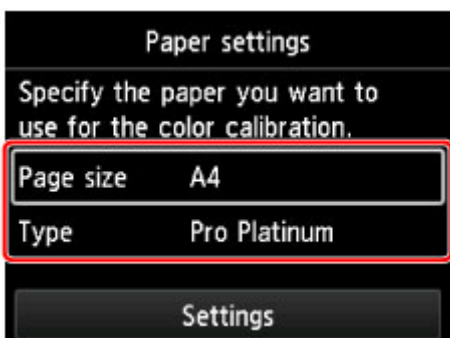 Paper settings
Specify the paper you want to
use for the color calibration.
Page size A4
Type Pro Platinum
Settings